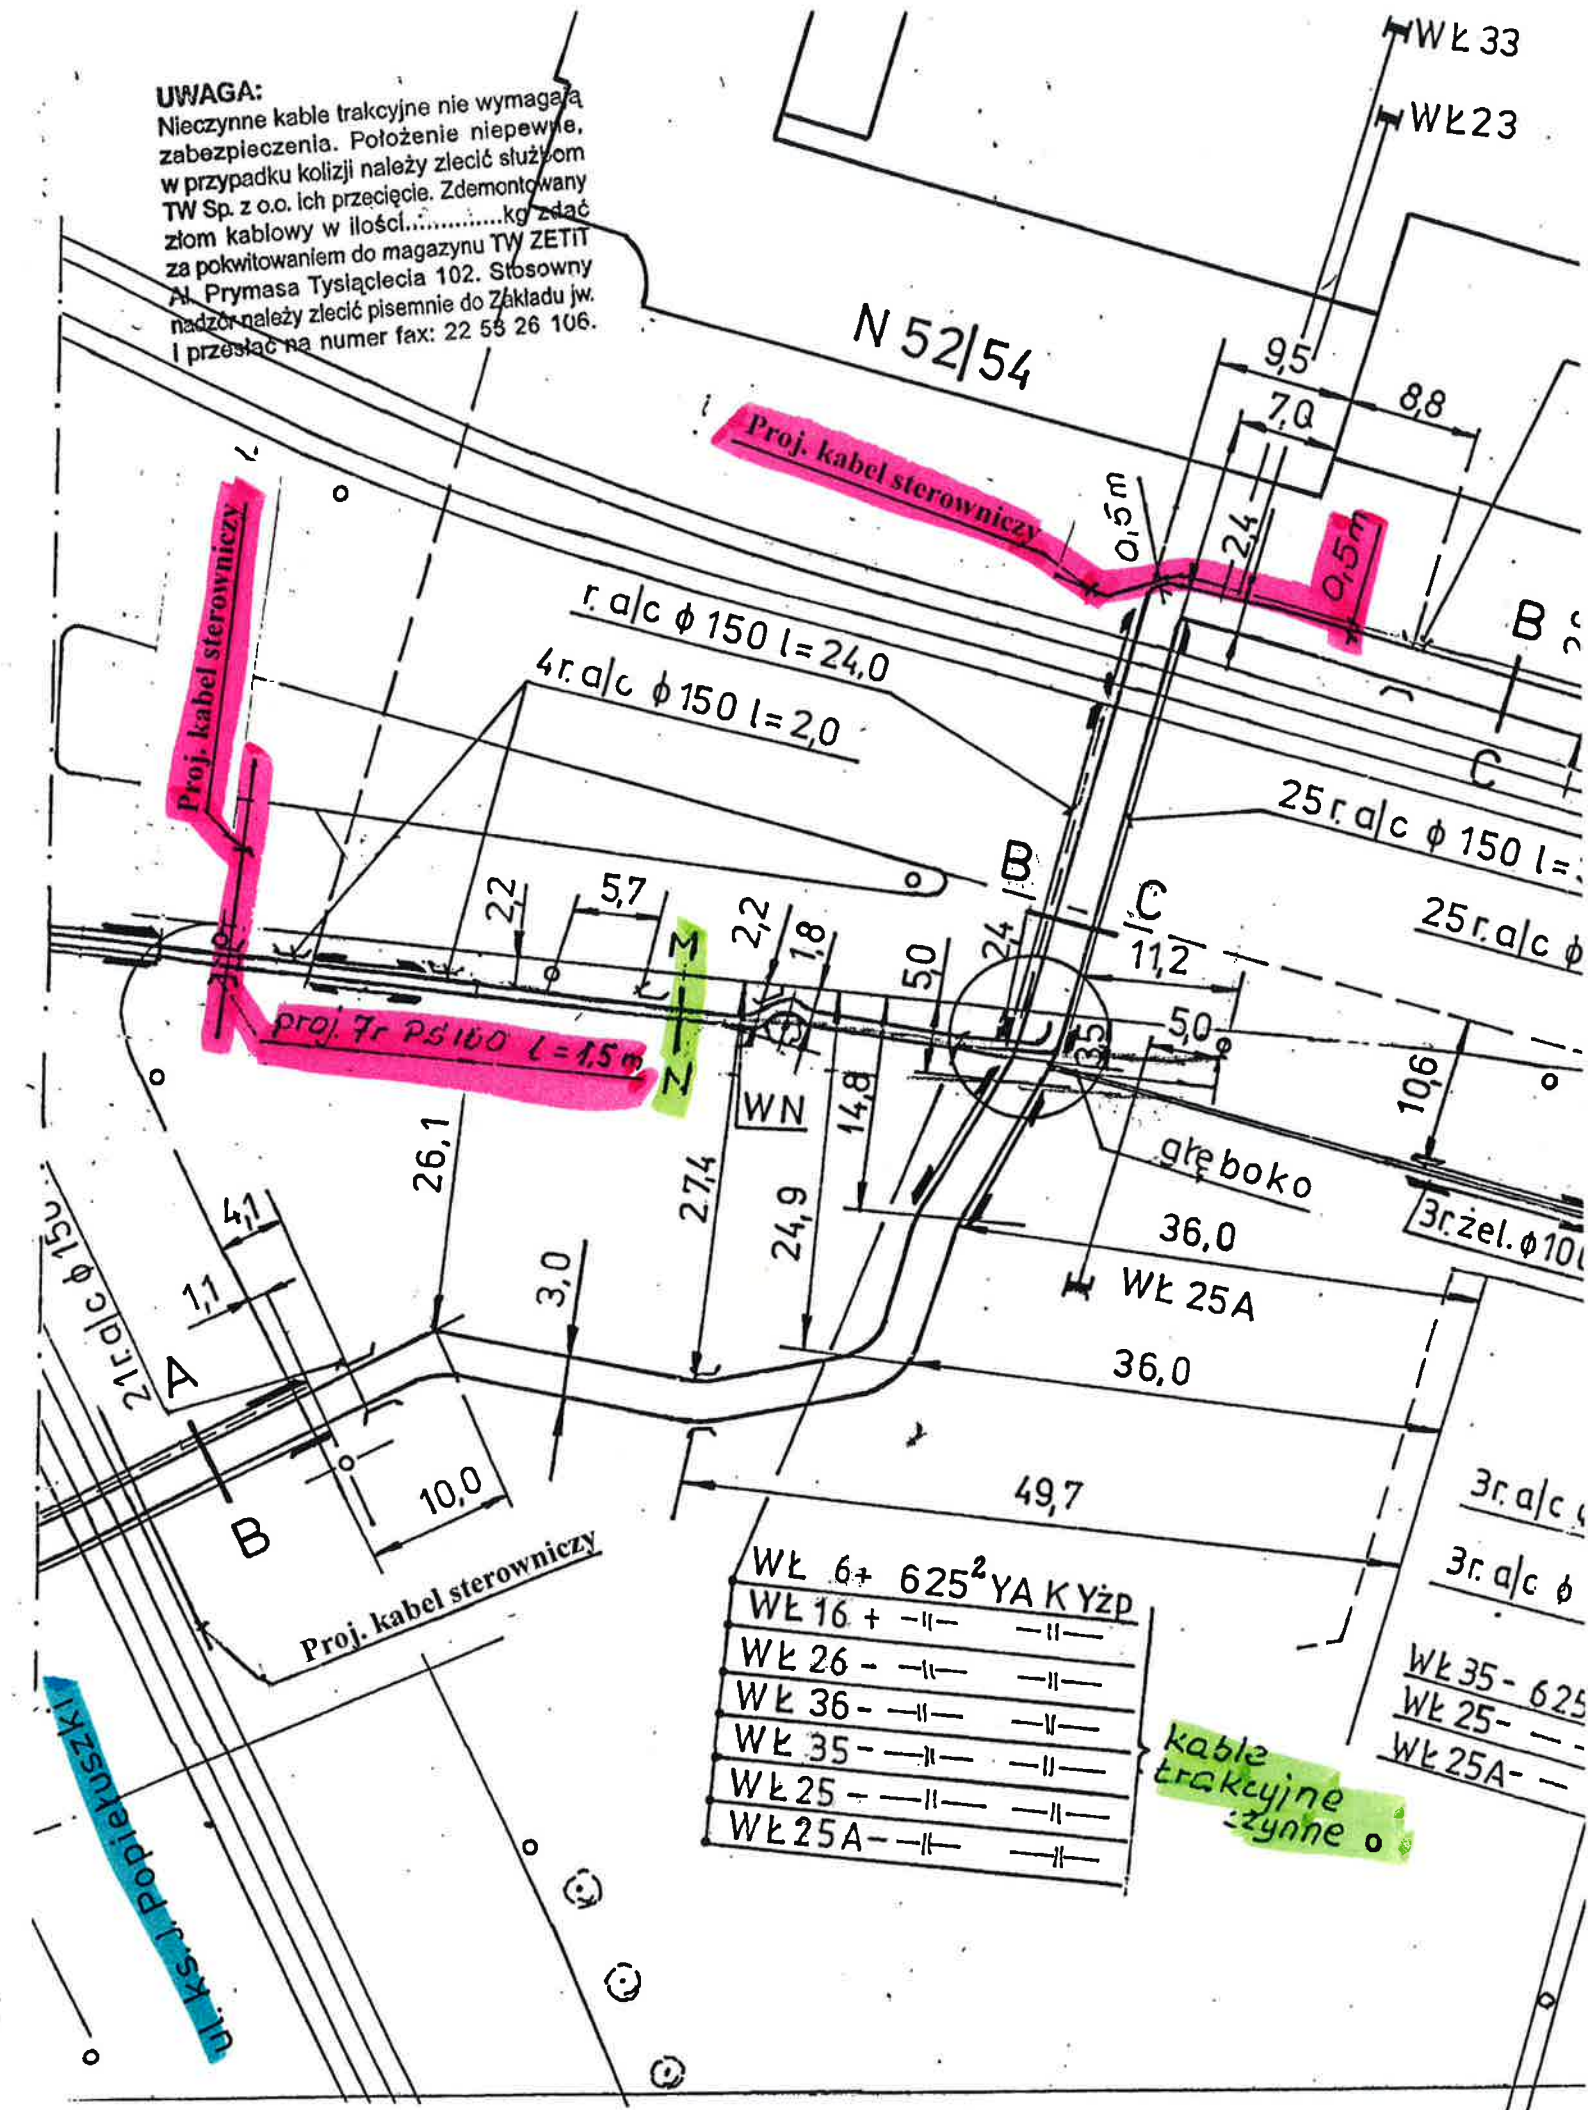 UWAGA:
Nieczynne kable trakcyjne nie wymagają
zabezpieczenia. Położenie niepewne,
w przypadku kolizji należy zlecić służbom
TW Sp. z o.o. ich przecięcie. Zdemontowany
złom kablowy w ilości.............kg zdać
za pokwitowaniem do magazynu TW ZETiT
Al. Prymasa Tysiąclecia 102. Stosowny
nadzór należy zlecić pisemnie do Zakładu jw.
i przesłać na numer fax: 22 53 26 106.
WŁ 33
WŁ23
N 52/54
9,5
8,8
7,0
Proj. kabel sterowniczy
0,5m
2,4
0,5m
Proj. kabel sterowniczy
r. a/c ϕ 150 l=24,0
4r. a/c ϕ 150 l=2,0
B
C
25r. a/c ϕ 150 l=
25r. a/c ϕ
B
C
11,2
2,2
5,7
2,2
1,8
5,0
2,4
3,5
5,0
10,6
M
Z
proj. 7r PS 160 l=1,5m
WN
26,1
27,4
14,8
24,9
głęboko
3r. żel. ϕ 10
36,0
WŁ 25A
36,0
21r. a/c ϕ 150
4,1
1,1
3,0
A
B
10,0
49,7
Proj. kabel sterowniczy
3r. a/c
3r. a/c ϕ
WŁ 6+ 625² YAKYżp
WŁ 16 + -||- -||-
WŁ 26 - -||- -||-
WŁ 36 - -||- -||-
WŁ 35 - -||- -||-
WŁ 25 - -||- -||-
WŁ 25A - -||- -||-
kable
trakcyjne
czynne
WŁ 35 - 625
WŁ 25 -
WŁ 25A -
ul. ks. J. Popiełuszki